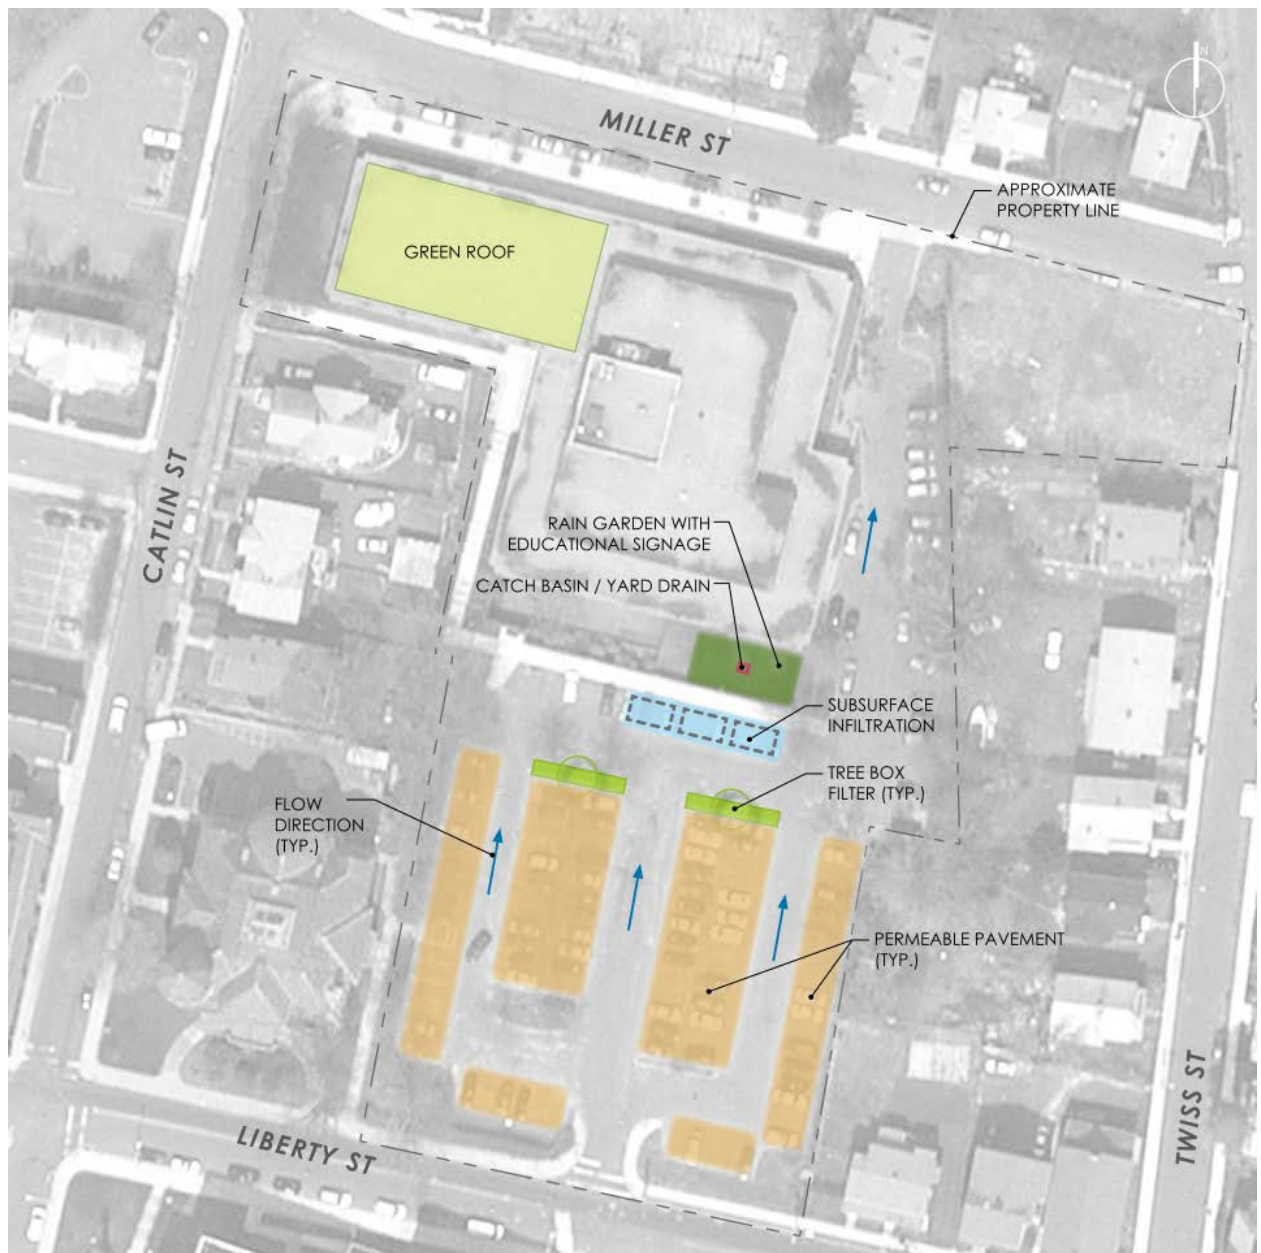 N
MILLER ST
APPROXIMATE
PROPERTY LINE
GREEN ROOF
CATLIN ST
RAIN GARDEN WITH
EDUCATIONAL SIGNAGE
CATCH BASIN / YARD DRAIN
SUBSURFACE
INFILTRATION
TREE BOX
FILTER (TYP.)
FLOW
DIRECTION
(TYP.)
PERMEABLE PAVEMENT
(TYP.)
LIBERTY ST
TWISS ST